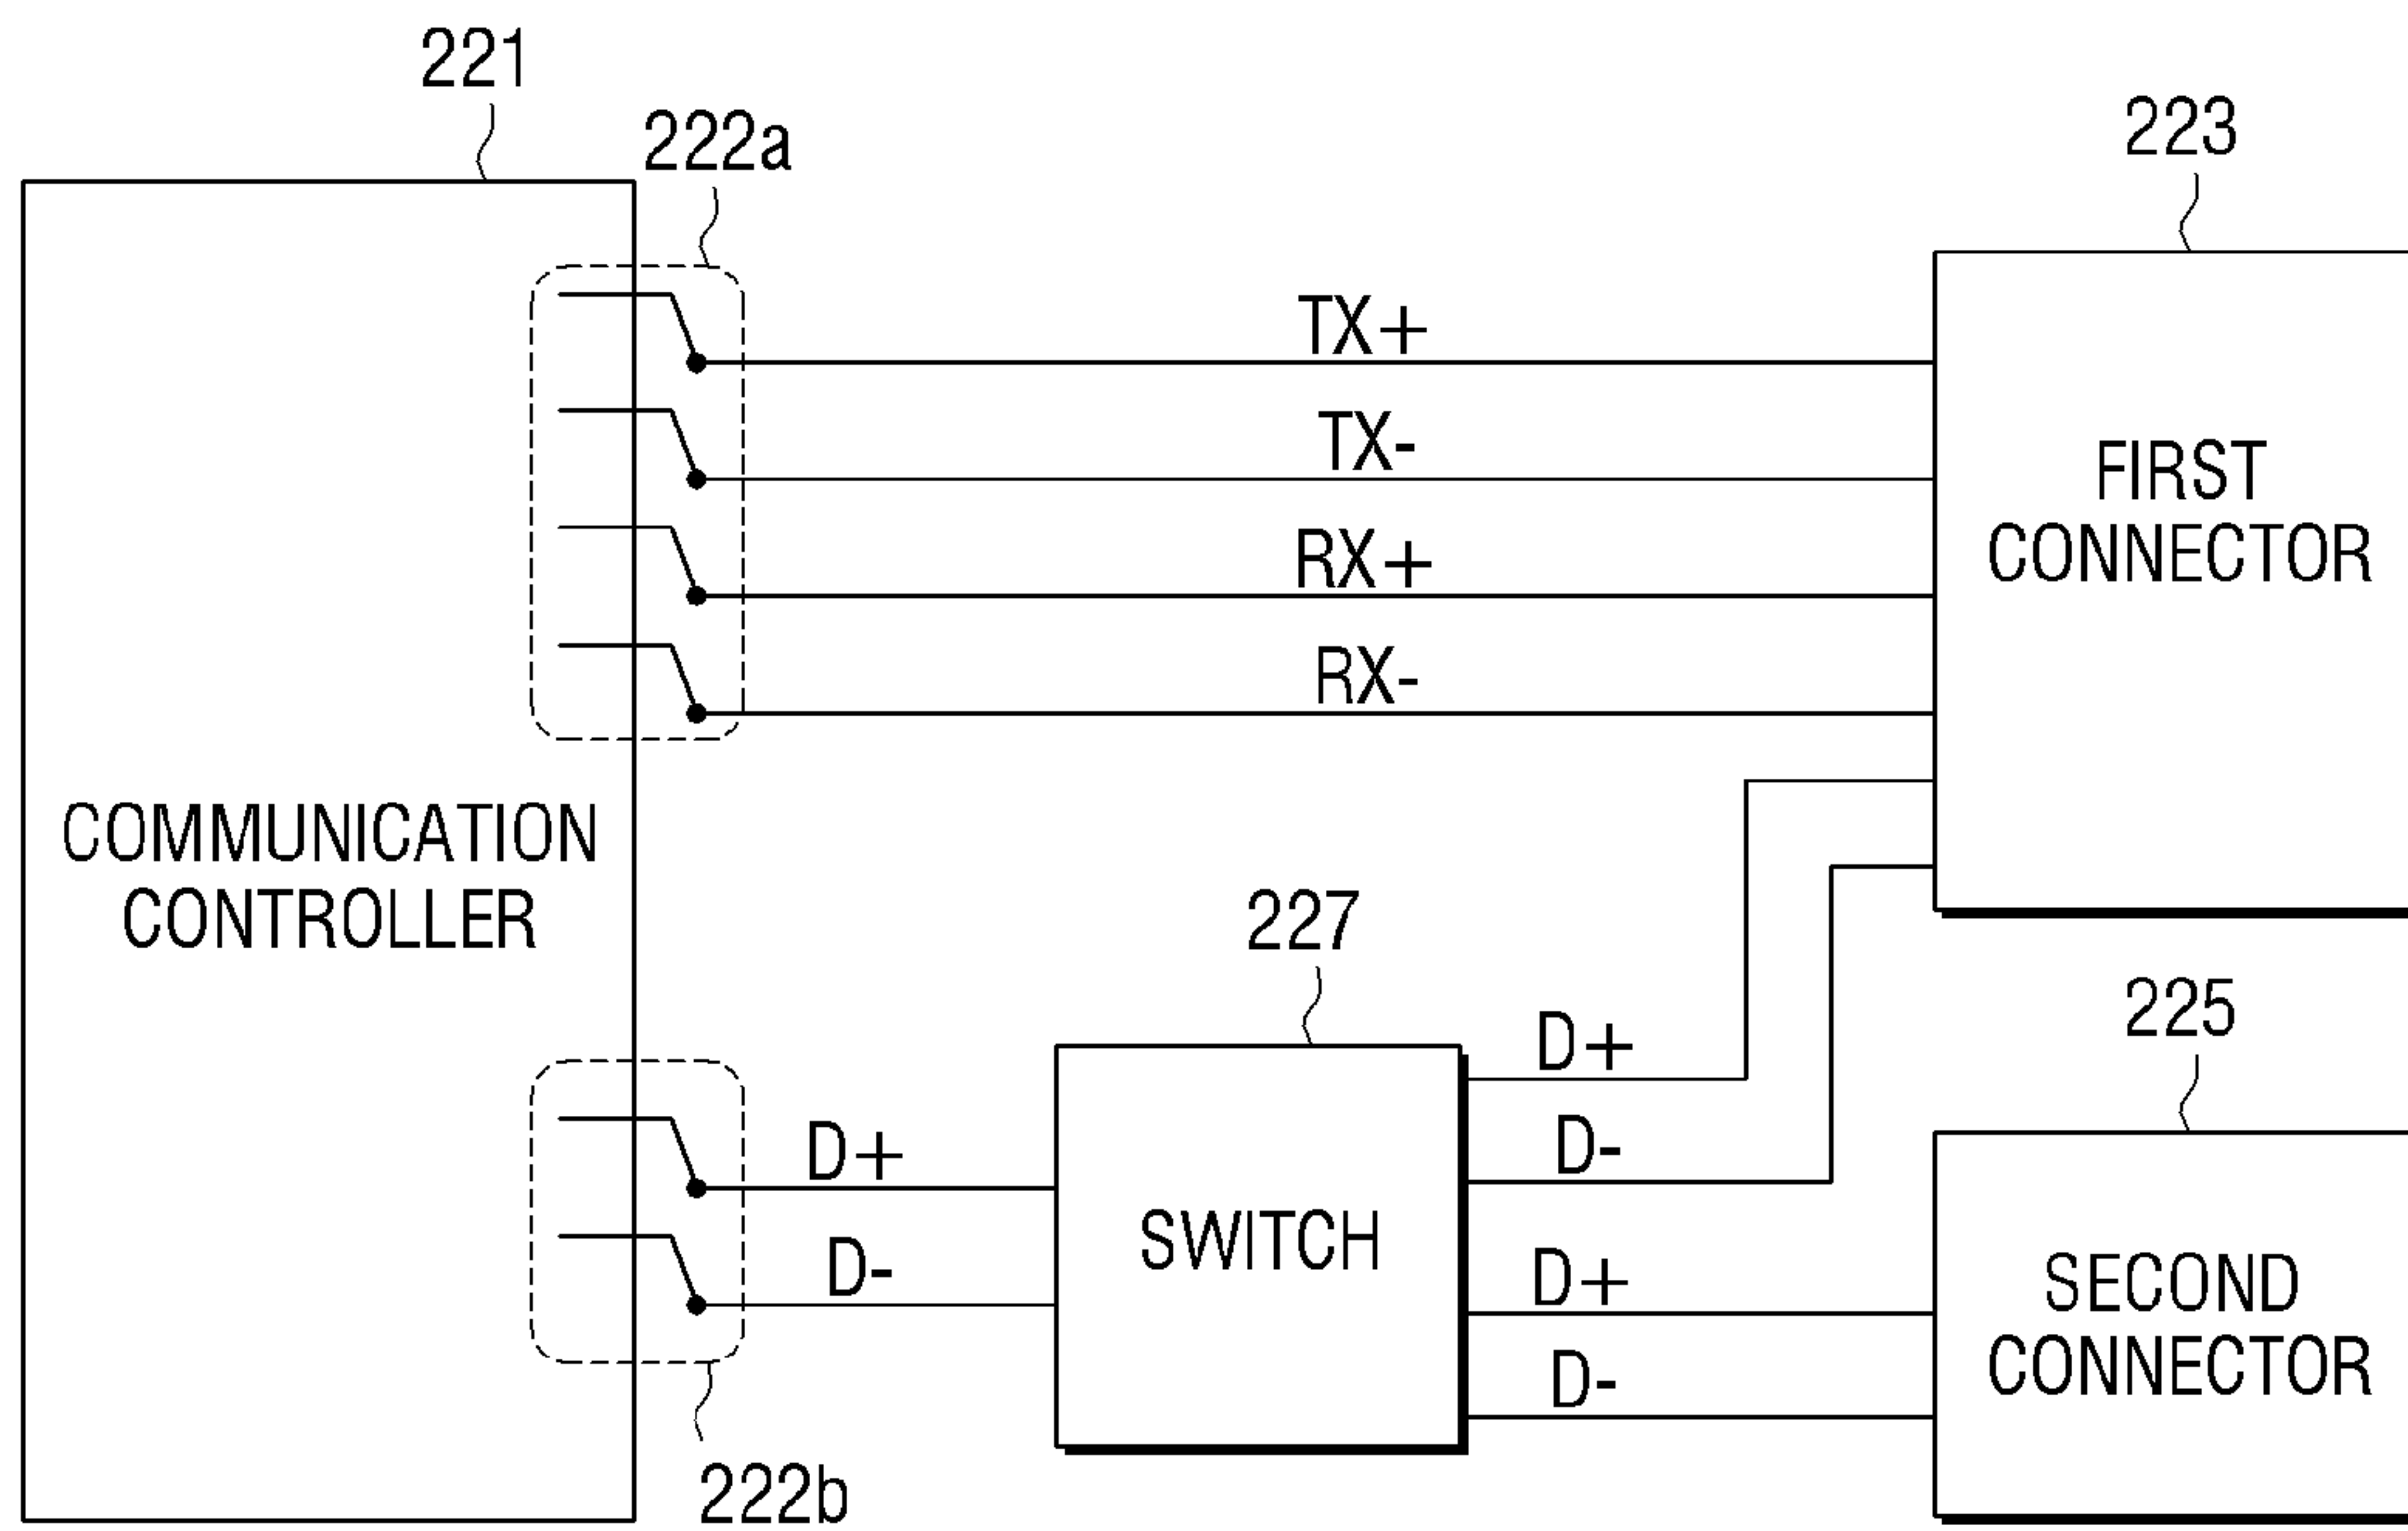 221
222a
223
TX+
TX-
RX+
RX-
FIRST
CONNECTOR
COMMUNICATION
CONTROLLER
227
225
D+
D-
D+
D-
SWITCH
D+
D-
SECOND
CONNECTOR
222b